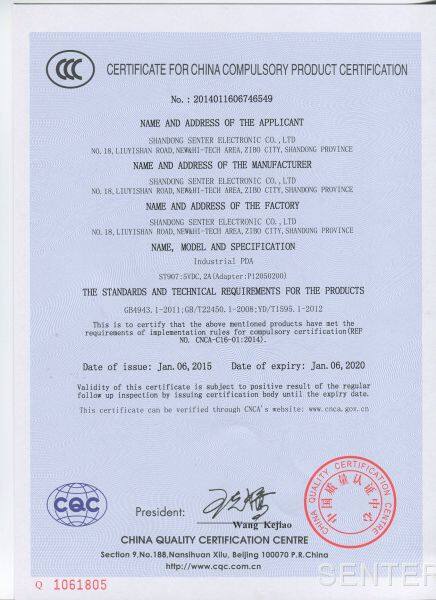 CCC
CERTIFICATE FOR CHINA COMPULSORY PRODUCT CERTIFICATION
No.: 2014011606746549
NAME AND ADDRESS OF THE APPLICANT
SHANDONG SENTER ELECTRONIC CO.,LTD
NO.18,LIUYISHAN ROAD,NEW&HI-TECH AREA,ZIBO CITY,SHANDONG PROVINCE
NAME AND ADDRESS OF THE MANUFACTURER
SHANDONG SENTER ELECTRONIC CO.,LTD
NO.18,LIUYISHAN ROAD,NEW&HI-TECH AREA,ZIBO CITY,SHANDONG PROVINCE
NAME AND ADDRESS OF THE FACTORY
SHANDONG SENTER ELECTRONIC CO.,LTD
NO.18,LIUYISHAN ROAD,NEW&HI-TECH AREA,ZIBO CITY,SHANDONG PROVINCE
NAME, MODEL AND SPECIFICATION
Industrial PDA
ST907:5VDC,2A(Adapter:P12050200)
THE STANDARDS AND TECHNICAL REQUIREMENTS FOR THE PRODUCTS
GB4943.1-2011;GB/T22450.1-2008;YD/T1595.1-2012
This is to certify that the above mentioned products have met the
requirements of implementation rules for compulsory certification(REF
NO. CNCA-C16-01:2014).
Date of issue: Jan.06,2015 Date of expiry: Jan.06,2020
Validity of this certificate is subject to positive result of the regular
follow up inspection by issuing certification body until the expiry date.
This certificate can be verified through CNCA's website: www.cnca.gov.cn
CQC
President:
Wang Kejiao
CHINA QUALITY CERTIFICATION CENTRE
中国质量认证中心
CHINA QUALITY CERTIFICATION CENTRE
Section 9,No.188,Nansihuan Xilu, Beijing 100070 P.R.China
http://www.cqc.com.cn
Q 1061805
SENTER